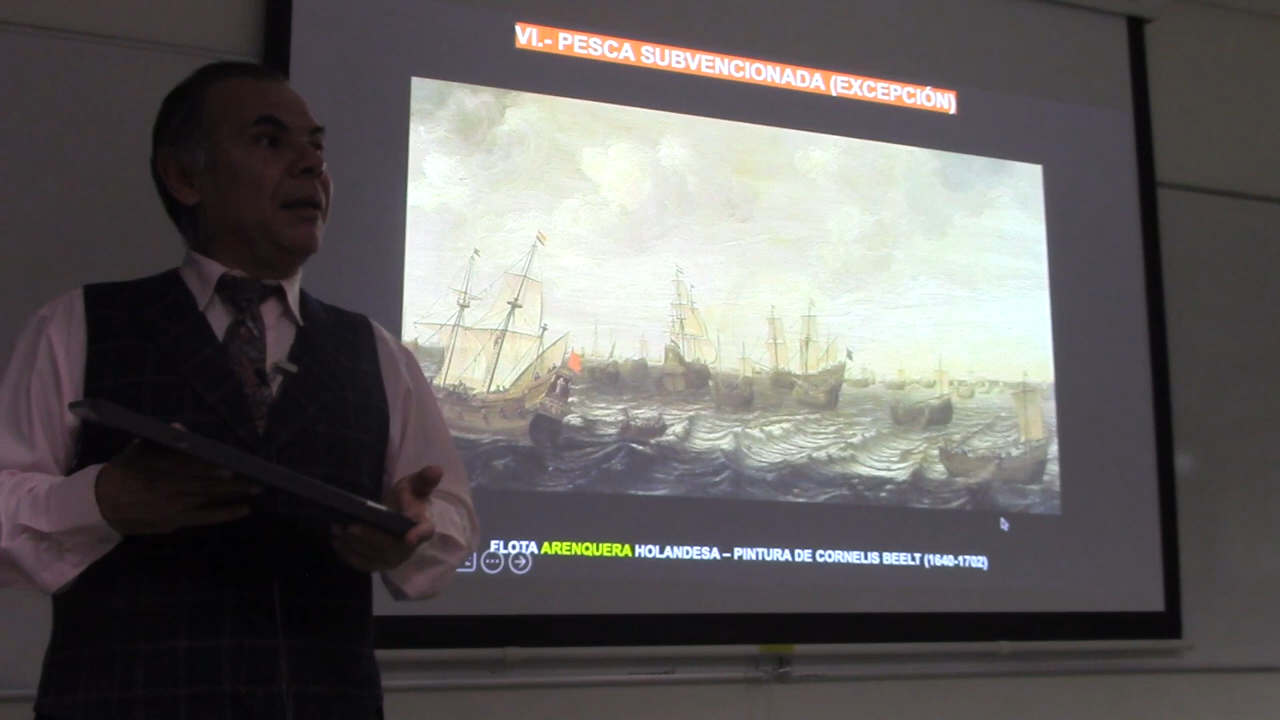 VI.- PESCA SUBVENCIONADA (EXCEPCIÓN)
FLOTA ARENQUERA HOLANDESA – PINTURA DE CORNELIS BEELT (1640-1702)